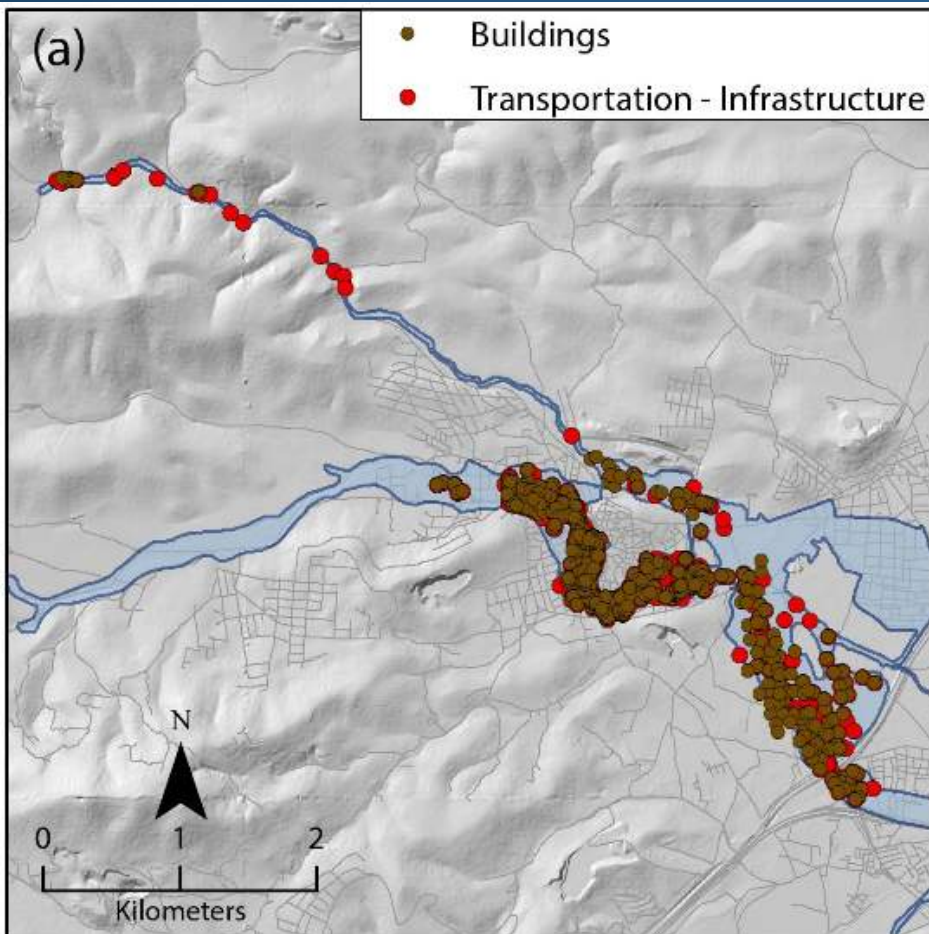 (a)
Buildings
Transportation - Infrastructure
N
0 1 2
Kilometers